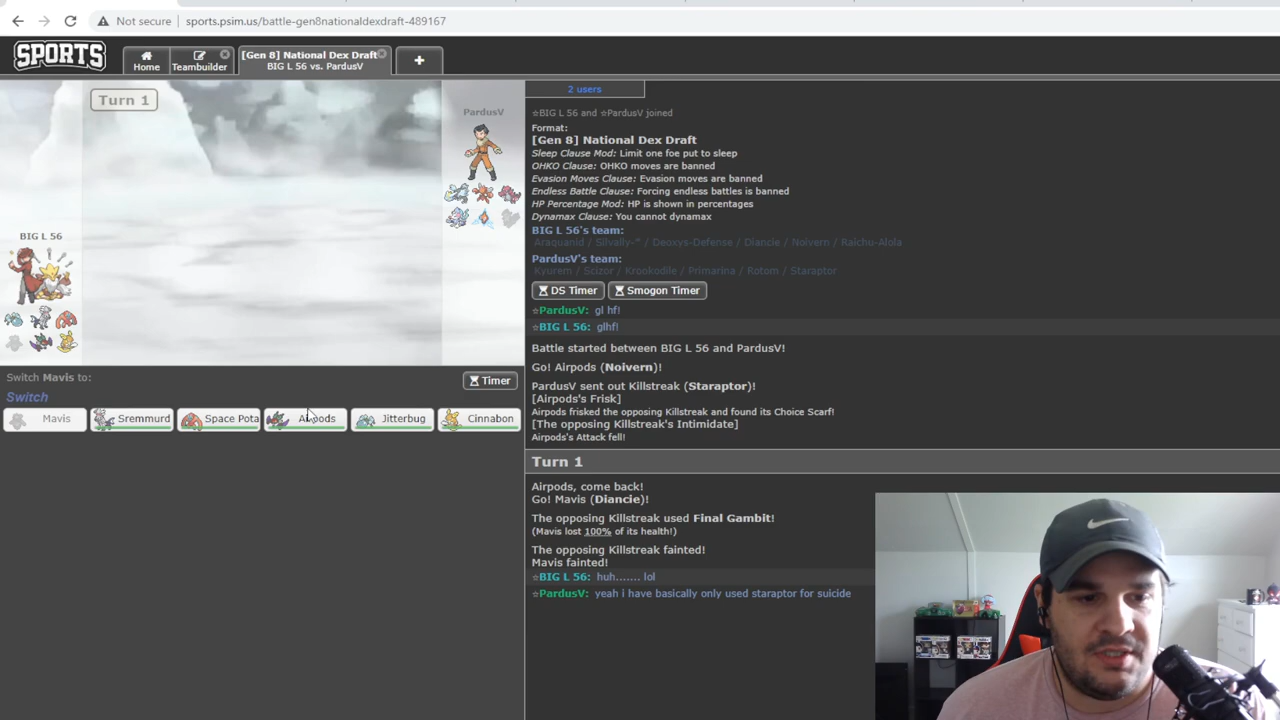 Not secure | sports.psim.us/battle-gen8nationaldexdraft-489167
SPORTS
Home
Teambuilder
[Gen 8] National Dex Draft
BIG L 56 vs. PardusV
Turn 1
PardusV
BIG L 56
Switch Mavis to:
Timer
Switch
Mavis
Sremmurd
Space Pota
Airpods
Jitterbug
Cinnabon
2 users
☆BIG L 56 and ☆PardusV joined
Format:
[Gen 8] National Dex Draft
Sleep Clause Mod: Limit one foe put to sleep
OHKO Clause: OHKO moves are banned
Evasion Moves Clause: Evasion moves are banned
Endless Battle Clause: Forcing endless battles is banned
HP Percentage Mod: HP is shown in percentages
Dynamax Clause: You cannot dynamax
BIG L 56's team:
Araquanid / Silvally-* / Deoxys-Defense / Diancie / Noivern / Raichu-Alola
PardusV's team:
Kyurem / Scizor / Krookodile / Primarina / Rotom / Staraptor
DS Timer
Smogon Timer
☆PardusV: gl hf!
☆BIG L 56: glhf!
Battle started between BIG L 56 and PardusV!
Go! Airpods (Noivern)!
PardusV sent out Killstreak (Staraptor)!
[Airpods's Frisk]
Airpods frisked the opposing Killstreak and found its Choice Scarf!
[The opposing Killstreak's Intimidate]
Airpods's Attack fell!
Turn 1
Airpods, come back!
Go! Mavis (Diancie)!
The opposing Killstreak used Final Gambit!
(Mavis lost 100% of its health!)
The opposing Killstreak fainted!
Mavis fainted!
☆BIG L 56: huh....... lol
☆PardusV: yeah i have basically only used staraptor for suicide